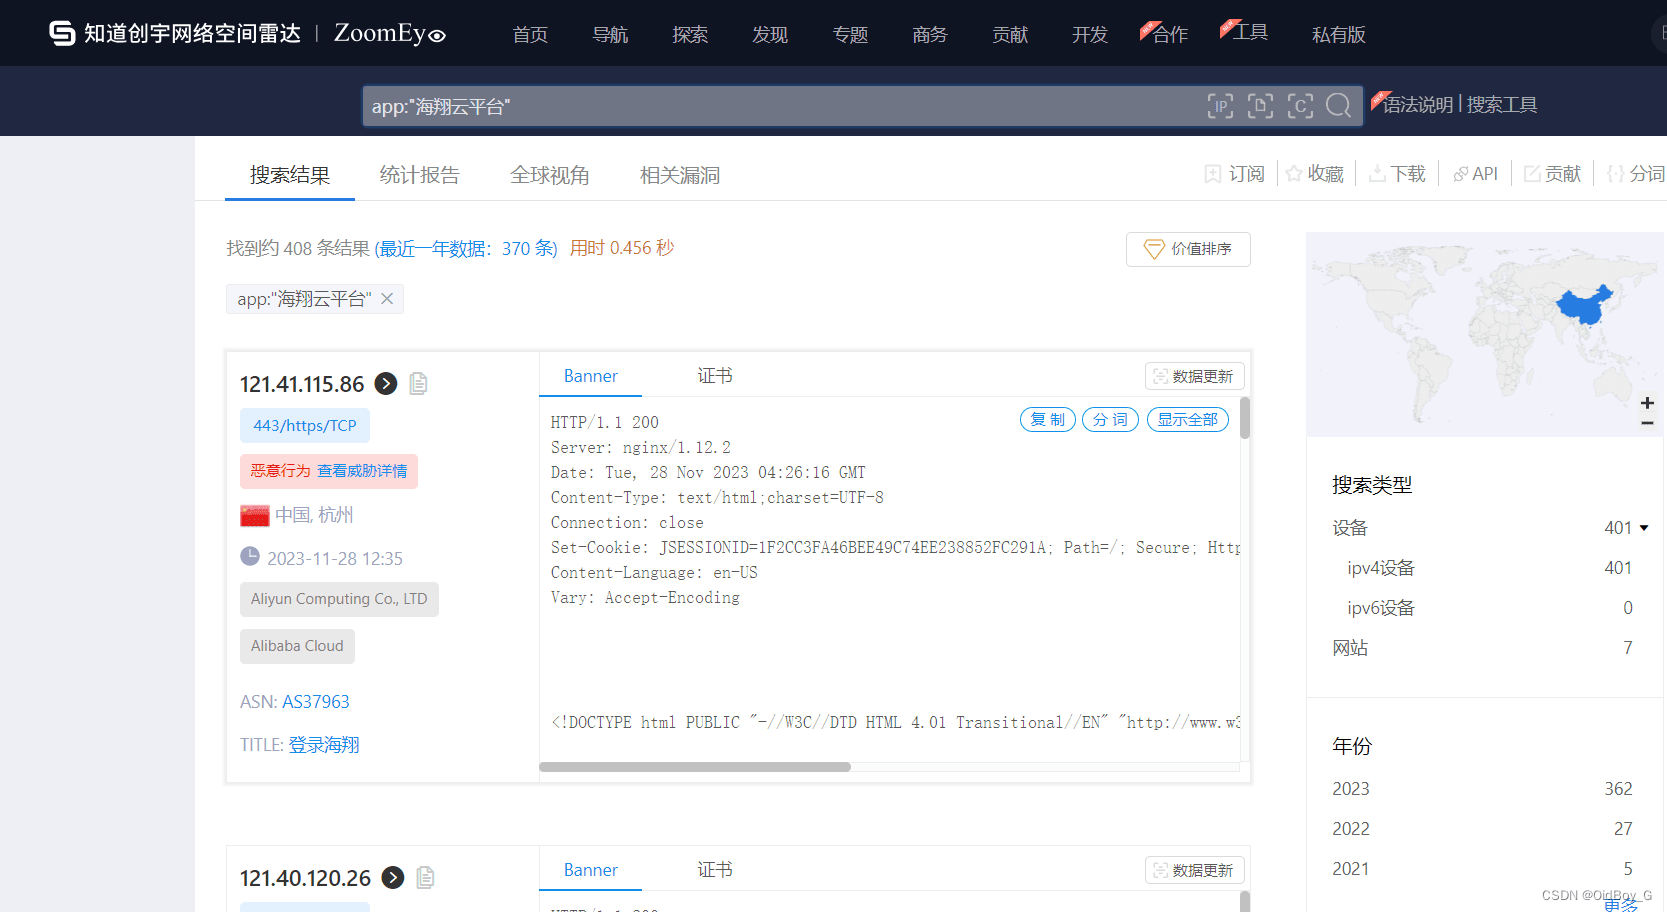 知道创宇网络空间雷达 | ZoomEye
首页 导航 探索 发现 专题 商务 贡献 开发 合作 工具 私有版
app:"海翔云平台"
语法说明 | 搜索工具
搜索结果 统计报告 全球视角 相关漏洞
订阅 收藏 下载 API 贡献 分词
找到约 408 条结果 (最近一年数据：370 条) 用时 0.456 秒
价值排序
app:"海翔云平台"
121.41.115.86
443/https/TCP
恶意行为 查看威胁详情
中国, 杭州
2023-11-28 12:35
Aliyun Computing Co., LTD
Alibaba Cloud
ASN: AS37963
TITLE: 登录海翔
Banner 证书
数据更新
复 制 分 词 显示全部
HTTP/1.1 200
Server: nginx/1.12.2
Date: Tue, 28 Nov 2023 04:26:16 GMT
Content-Type: text/html;charset=UTF-8
Connection: close
Set-Cookie: JSESSIONID=1F2CC3FA46BEE49C74EE238852FC291A; Path=/; Secure; Http
Content-Language: en-US
Vary: Accept-Encoding
<!DOCTYPE html PUBLIC "-//W3C//DTD HTML 4.01 Transitional//EN" "http://www.w3
121.40.120.26
Banner 证书
数据更新
搜索类型
设备 401
ipv4设备 401
ipv6设备 0
网站 7
年份
2023 362
2022 27
2021 5
更多
CSDN @OidBoy_G